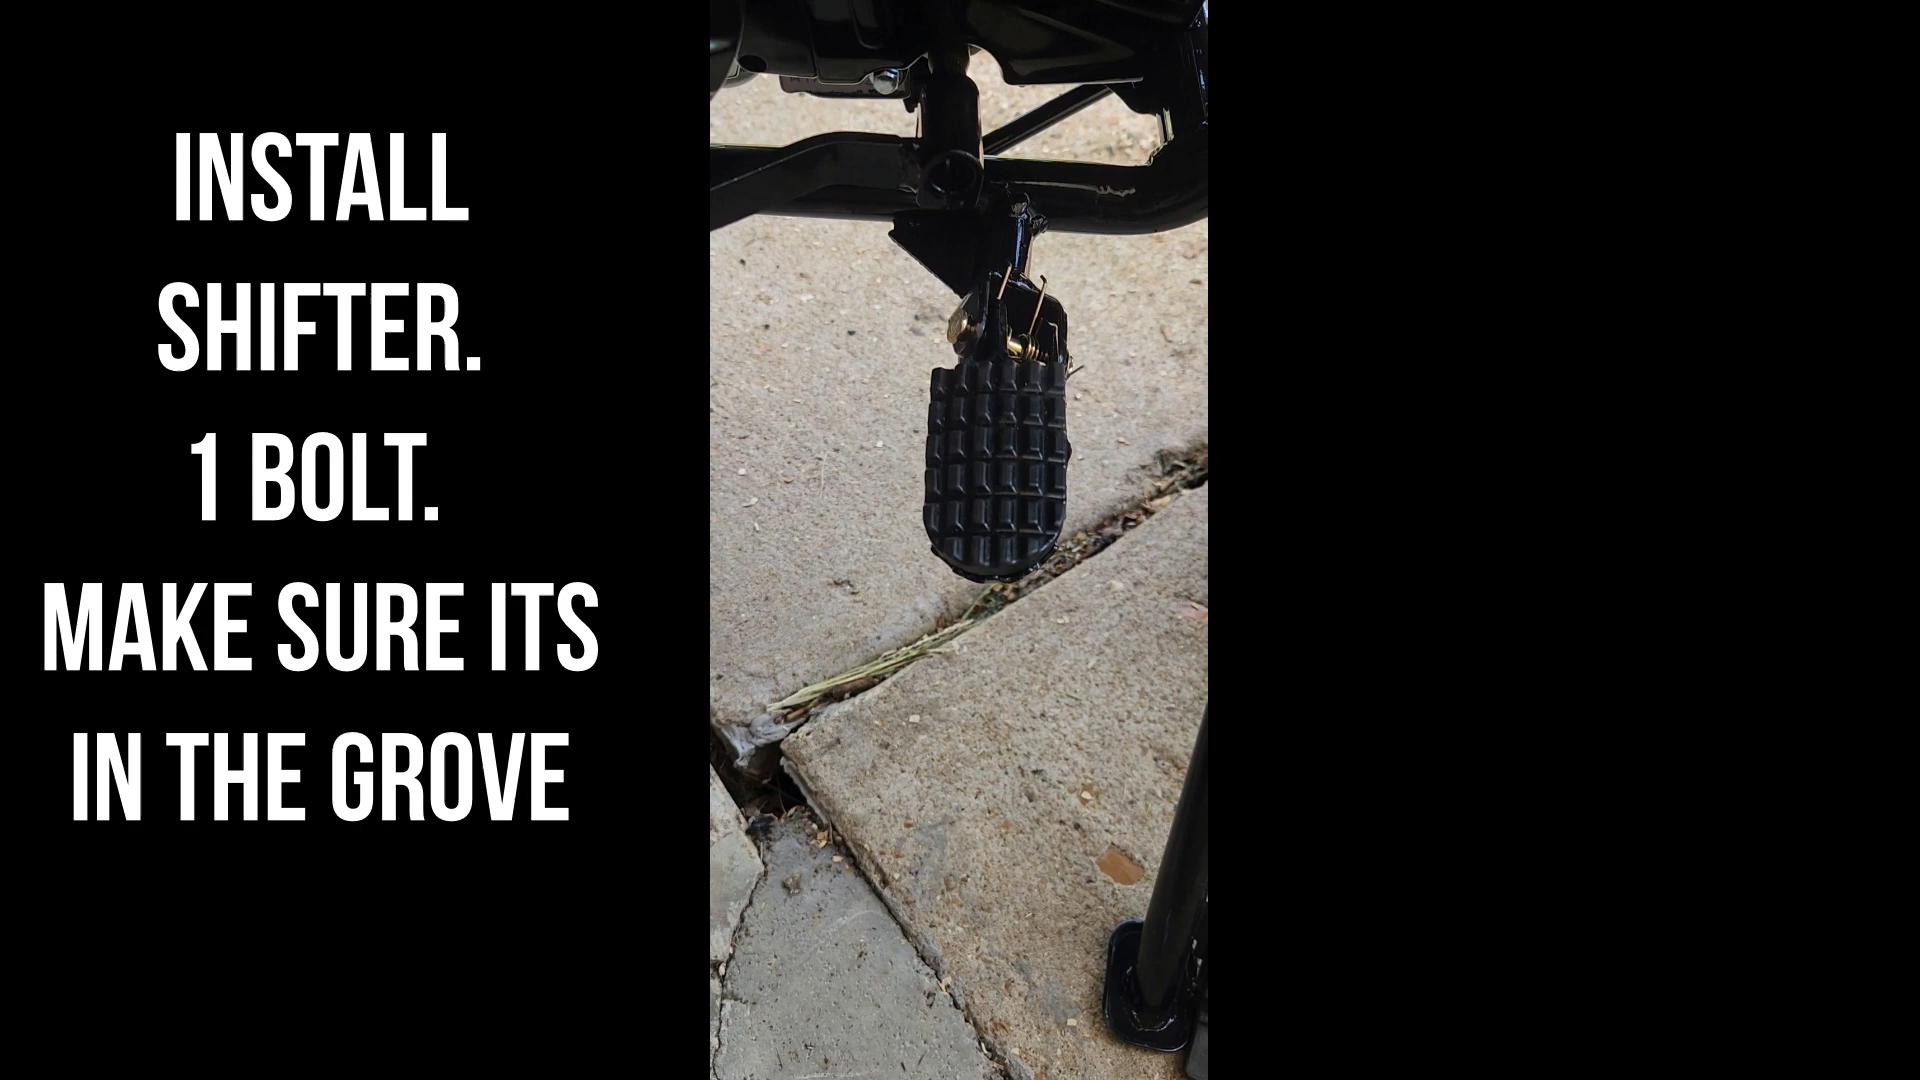 INSTALL
SHIFTER.
1 BOLT.
MAKE SURE ITS
IN THE GROVE